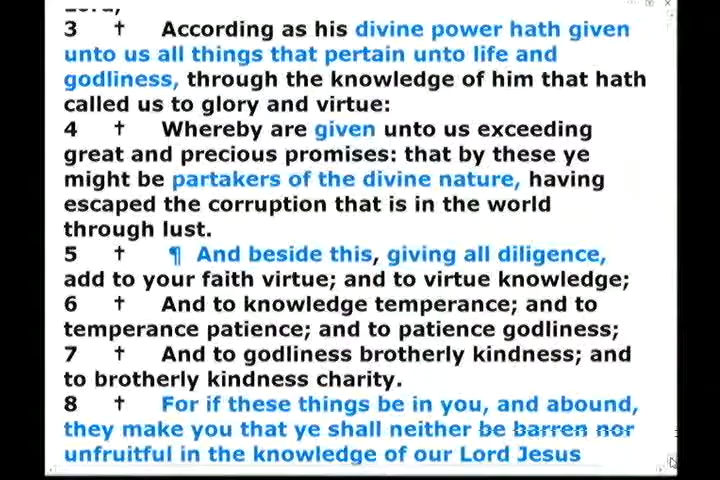 Lord,
3 † According as his divine power hath given
unto us all things that pertain unto life and
godliness, through the knowledge of him that hath
called us to glory and virtue:
4 † Whereby are given unto us exceeding
great and precious promises: that by these ye
might be partakers of the divine nature, having
escaped the corruption that is in the world
through lust.
5 † ¶ And beside this, giving all diligence,
add to your faith virtue; and to virtue knowledge;
6 † And to knowledge temperance; and to
temperance patience; and to patience godliness;
7 † And to godliness brotherly kindness; and
to brotherly kindness charity.
8 † For if these things be in you, and abound,
they make you that ye shall neither be barren nor
unfruitful in the knowledge of our Lord Jesus